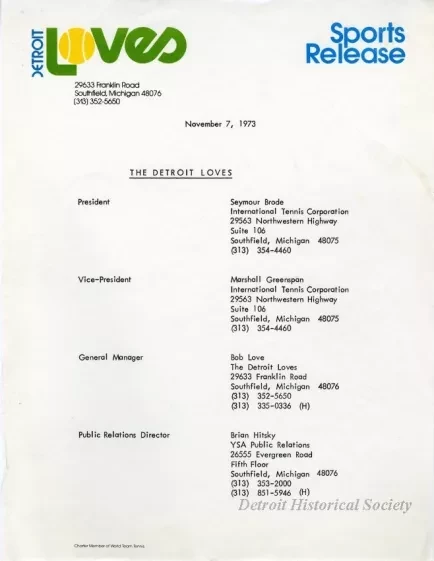 DETROIT LOVES
Sports
Release
29633 Franklin Road
Southfield, Michigan 48076
(313) 352-5650
November 7, 1973
THE DETROIT LOVES
President
Seymour Brode
International Tennis Corporation
29563 Northwestern Highway
Suite 106
Southfield, Michigan 48075
(313) 354-4460
Vice-President
Marshall Greenspan
International Tennis Corporation
29563 Northwestern Highway
Suite 106
Southfield, Michigan 48075
(313) 354-4460
General Manager
Bob Love
The Detroit Loves
29633 Franklin Road
Southfield, Michigan 48076
(313) 352-5650
(313) 335-0336 (H)
Public Relations Director
Brian Hitsky
YSA Public Relations
26555 Evergreen Road
Fifth Floor
Southfield, Michigan 48076
(313) 353-2000
(313) 851-5946 (H)
Detroit Historical Society
Charter Member of World Team Tennis